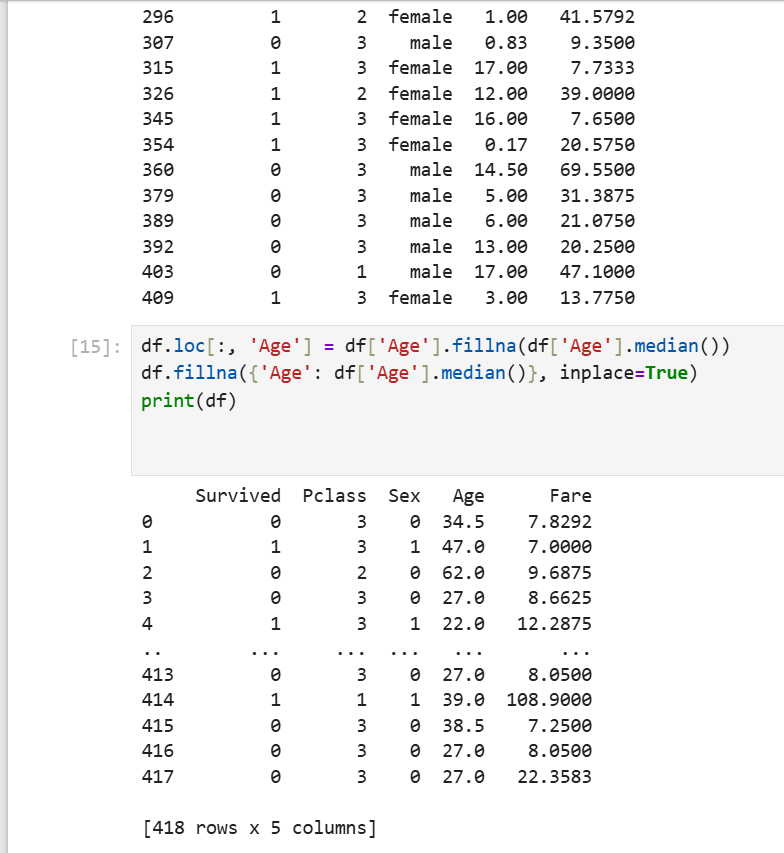 296 1 2 female 1.00 41.5792
307 0 3 male 0.83 9.3500
315 1 3 female 17.00 7.7333
326 1 2 female 12.00 39.0000
345 1 3 female 16.00 7.6500
354 1 3 female 0.17 20.5750
360 0 3 male 14.50 69.5500
379 0 3 male 5.00 31.3875
389 0 3 male 6.00 21.0750
392 0 3 male 13.00 20.2500
403 0 1 male 17.00 47.1000
409 1 3 female 3.00 13.7750
[15]: df.loc[:, 'Age'] = df['Age'].fillna(df['Age'].median())
df.fillna({'Age': df['Age'].median()}, inplace=True)
print(df)
Survived Pclass Sex Age Fare
0 0 3 0 34.5 7.8292
1 1 3 1 47.0 7.0000
2 0 2 0 62.0 9.6875
3 0 3 0 27.0 8.6625
4 1 3 1 22.0 12.2875
.. ... ... ... ... ...
413 0 3 0 27.0 8.0500
414 1 1 1 39.0 108.9000
415 0 3 0 38.5 7.2500
416 0 3 0 27.0 8.0500
417 0 3 0 27.0 22.3583
[418 rows x 5 columns]